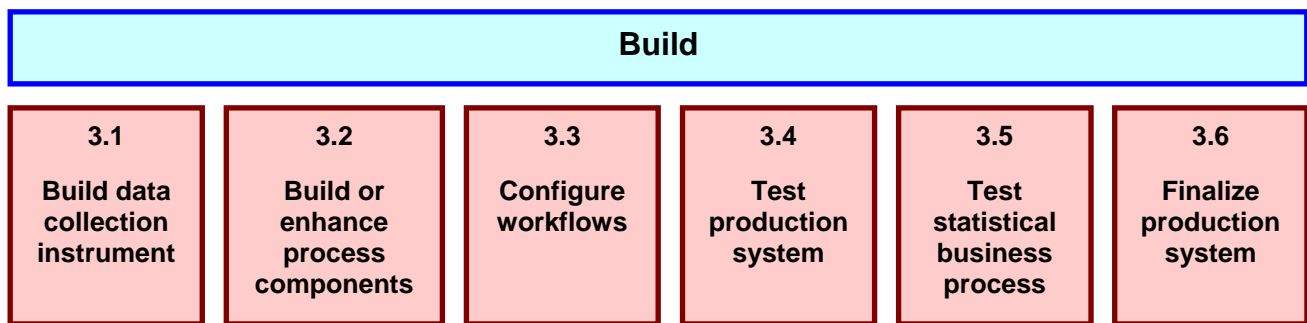 Build
3.1
Build data
collection
instrument
3.2
Build or
enhance
process
components
3.3
Configure
workflows
3.4
Test
production
system
3.5
Test
statistical
business
process
3.6
Finalize
production
system